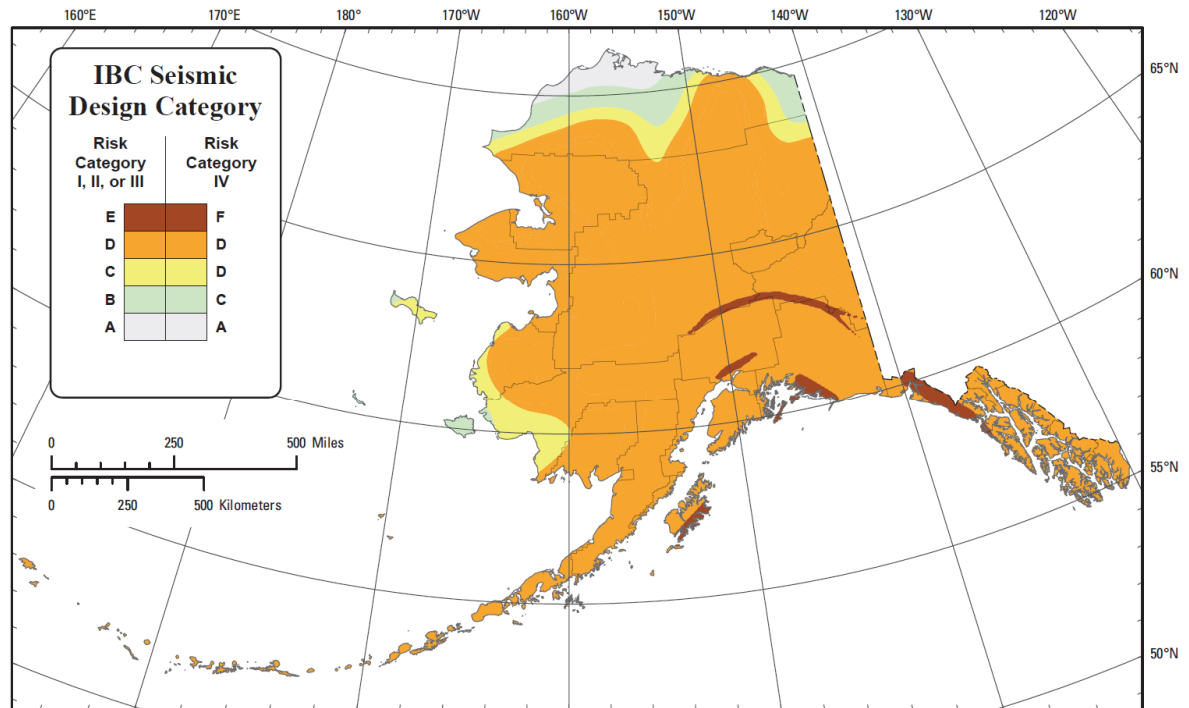 160°E 170°E 180° 170°W 160°W 150°W 140°W 130°W 120°W
IBC Seismic
Design Category
Risk Category I, II, or III
Risk Category IV
E F
D D
C D
B C
A A
65°N
60°N
55°N
50°N
0 250 500 Miles
0 250 500 Kilometers